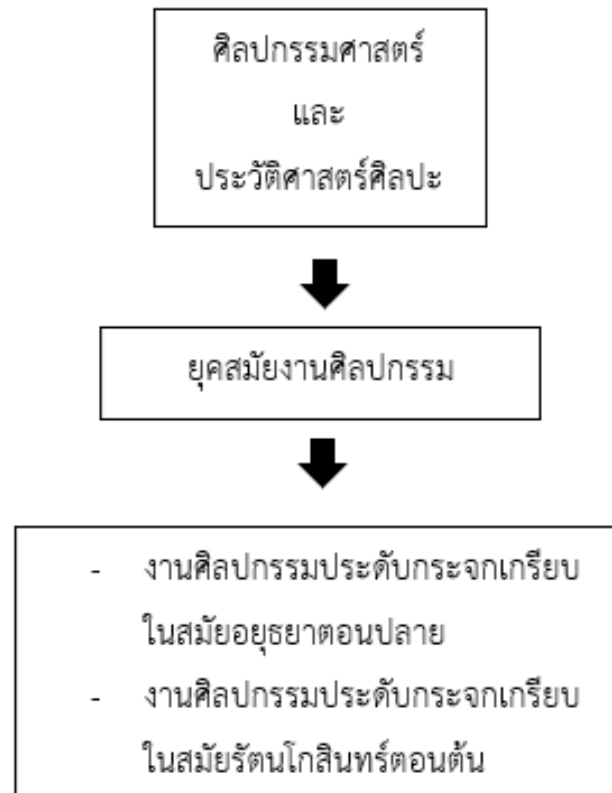 ศิลปกรรมศาสตร์
และ
ประวัติศาสตร์ศิลปะ
ยุคสมัยงานศิลปกรรม
- งานศิลปกรรมประดับกระจกเกรียบ
ในสมัยอยุธยาตอนปลาย
- งานศิลปกรรมประดับกระจกเกรียบ
ในสมัยรัตนโกสินทร์ตอนต้น